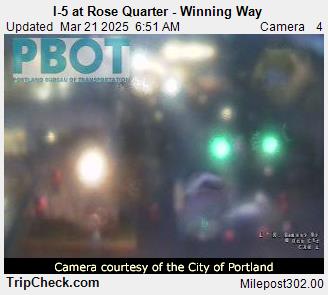 I-5 at Rose Quarter - Winning Way
Updated Mar 21 2025 6:51 AM Camera 4
PBOT
PORTLAND BUREAU OF TRANSPORTATION
Camera courtesy of the City of Portland
TripCheck.com Milepost302.00